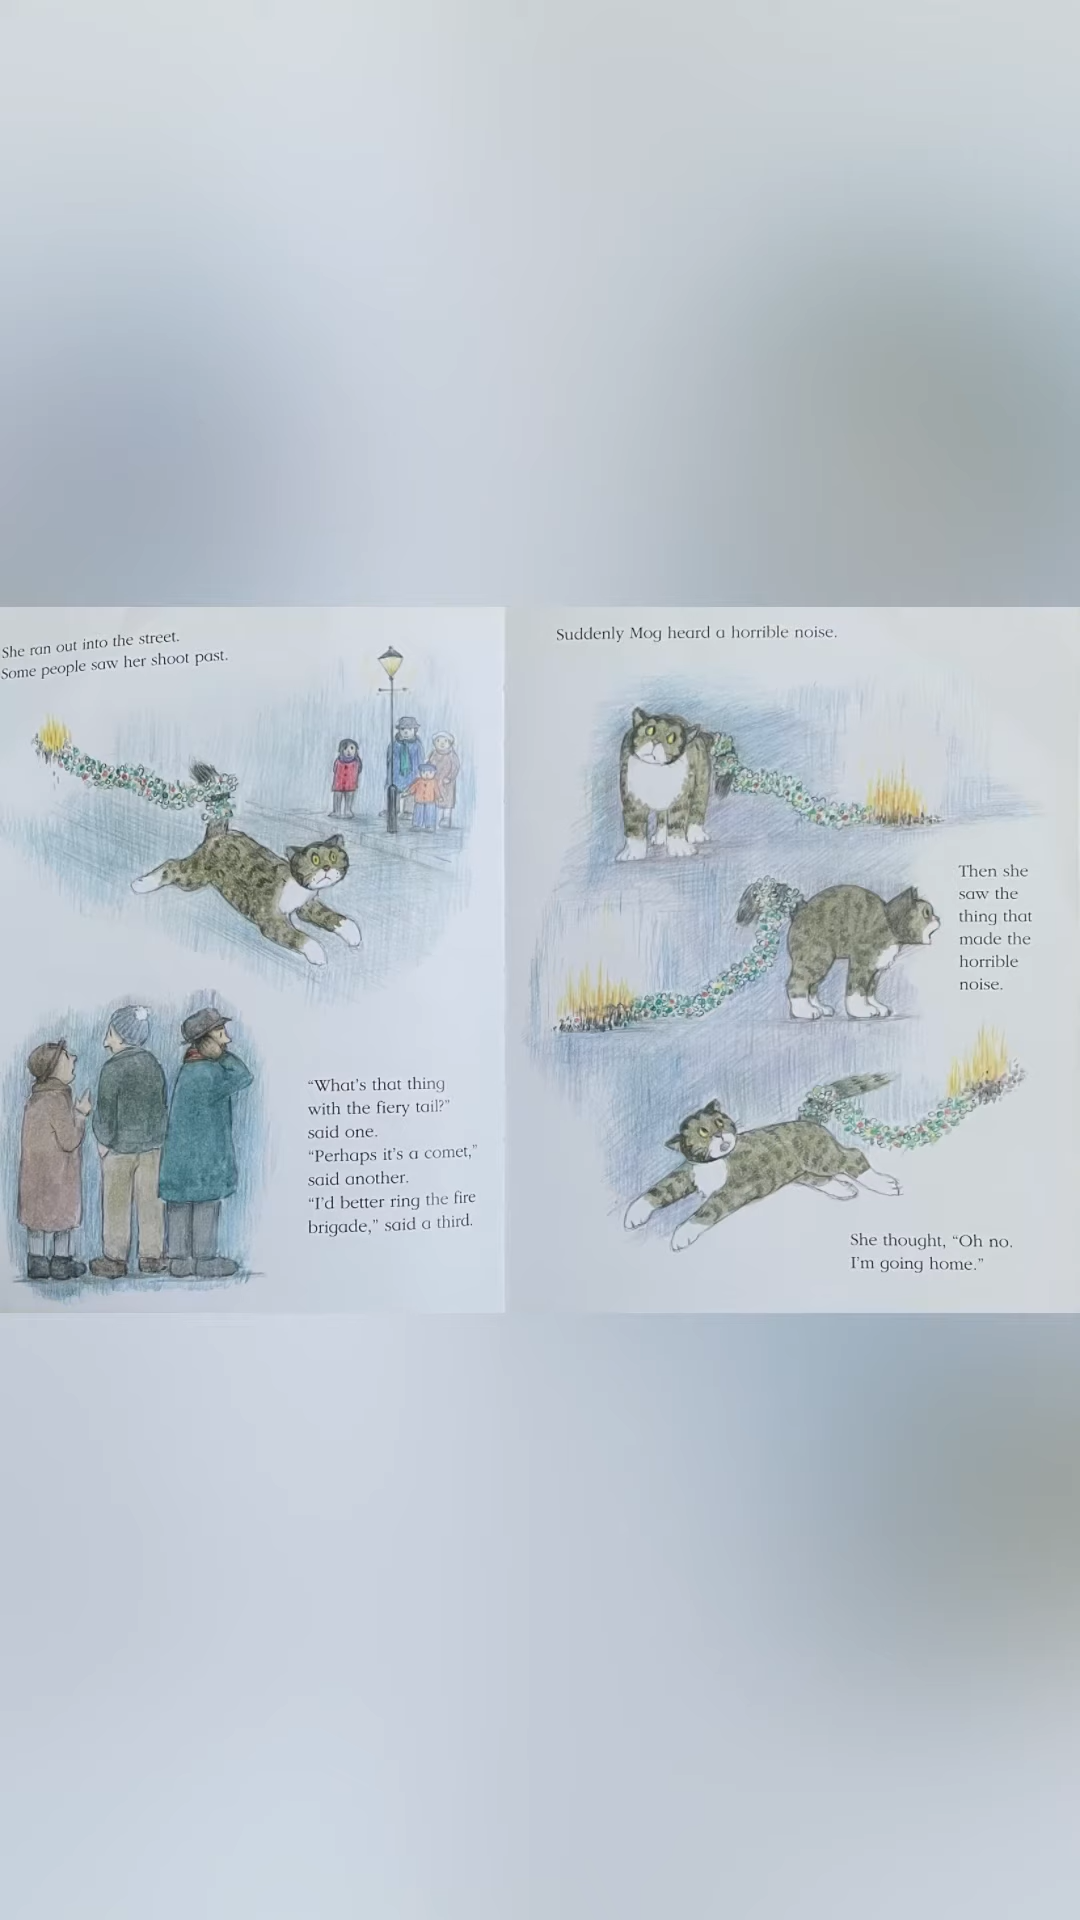 She ran out into the street.
Some people saw her shoot past.
“What’s that thing
with the fiery tail?”
said one.
“Perhaps it’s a comet,”
said another.
“I’d better ring the fire
brigade,” said a third.
Suddenly Mog heard a horrible noise.
Then she
saw the
thing that
made the
horrible
noise.
She thought, “Oh no.
I’m going home.”